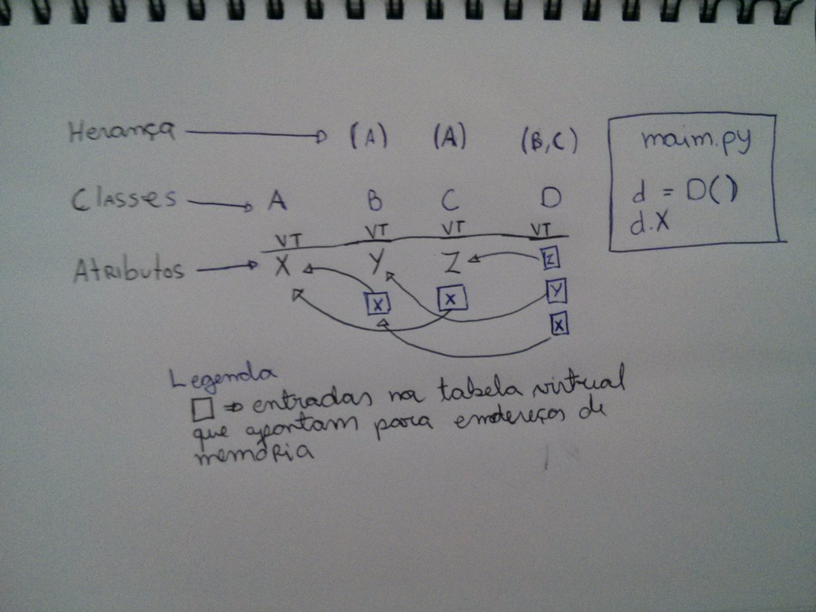 Herança (A) (A) (B,C)
Classes A B C D
VT VT VT VT
Atributos X Y Z Z
X X Y
X
main.py
d = D()
d.X
Legenda
entradas na tabela virtual
que apontam para endereços de
memória